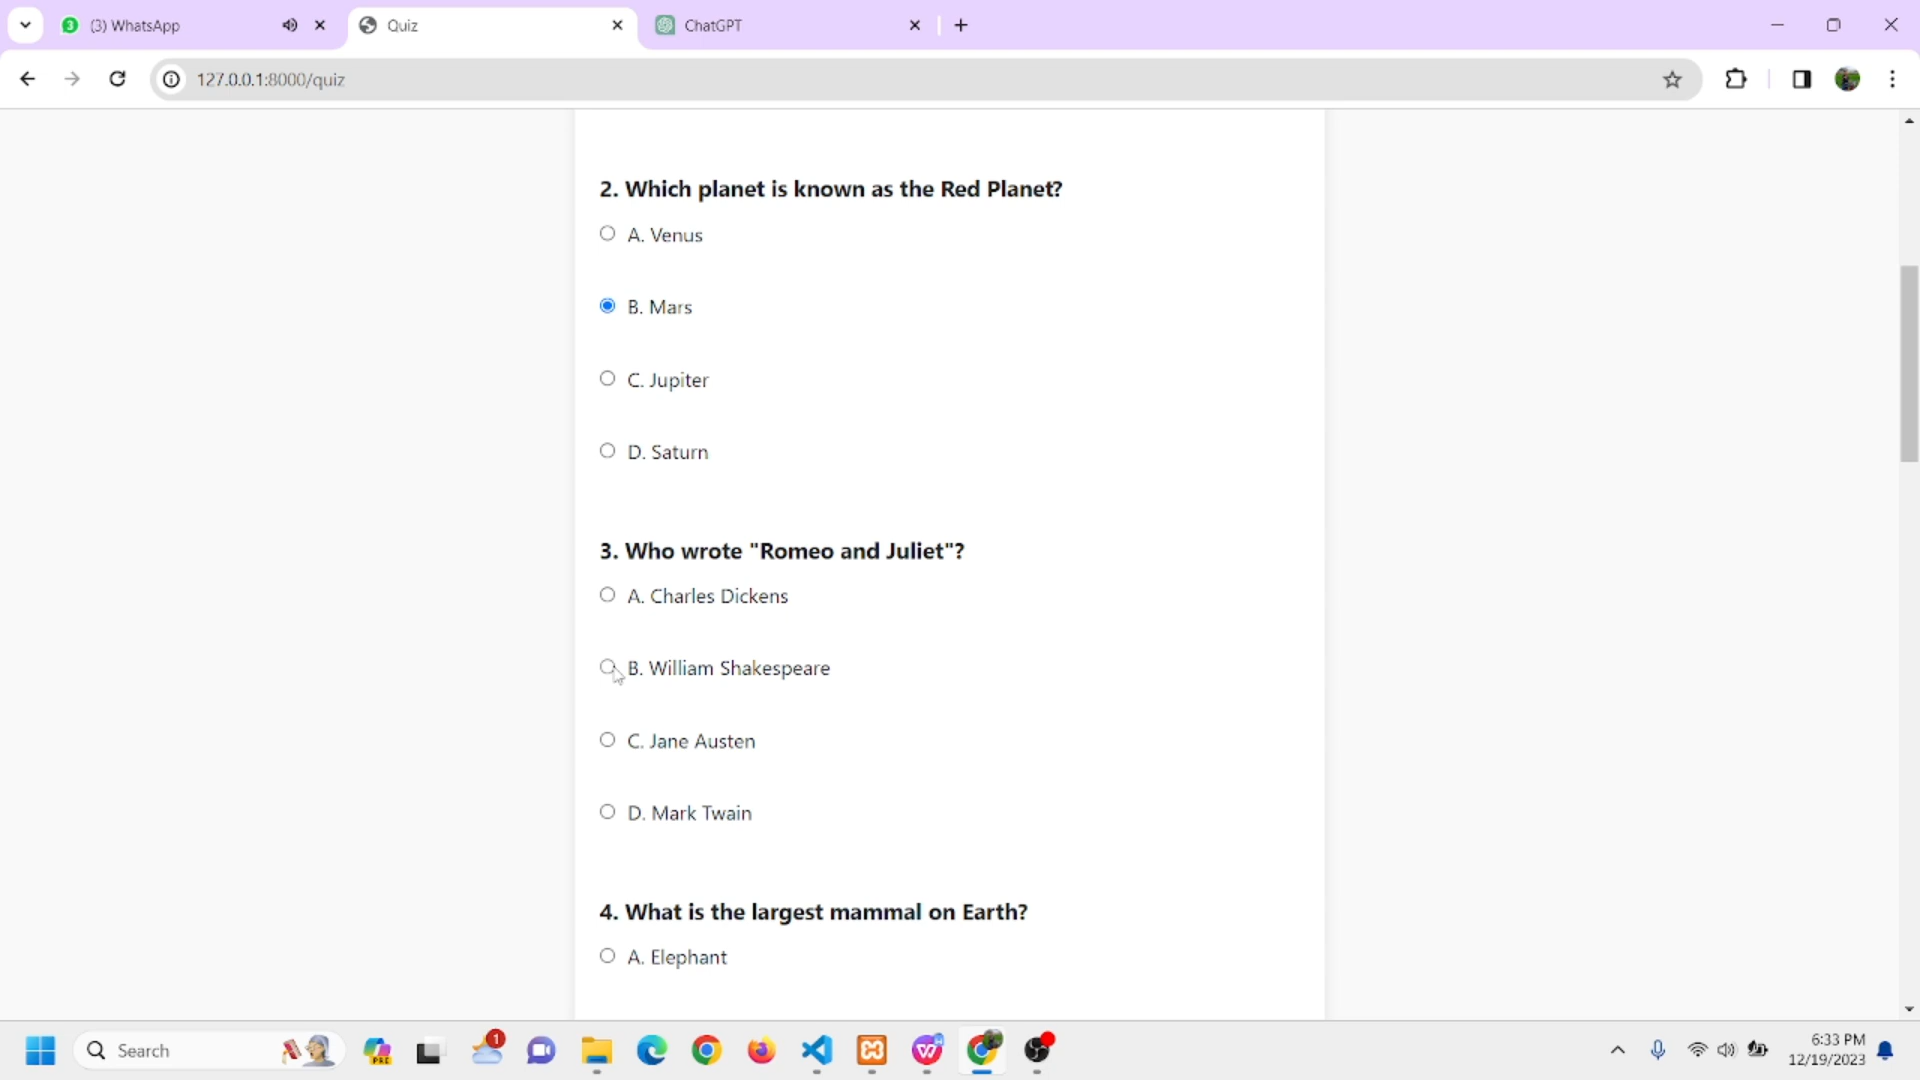 (3) WhatsApp
Quiz
ChatGPT
127.0.0.1:8000/quiz
2. Which planet is known as the Red Planet?
A. Venus
B. Mars
C. Jupiter
D. Saturn
3. Who wrote "Romeo and Juliet"?
A. Charles Dickens
B. William Shakespeare
C. Jane Austen
D. Mark Twain
4. What is the largest mammal on Earth?
A. Elephant
Search
PRE
1
6:33 PM
12/19/2023